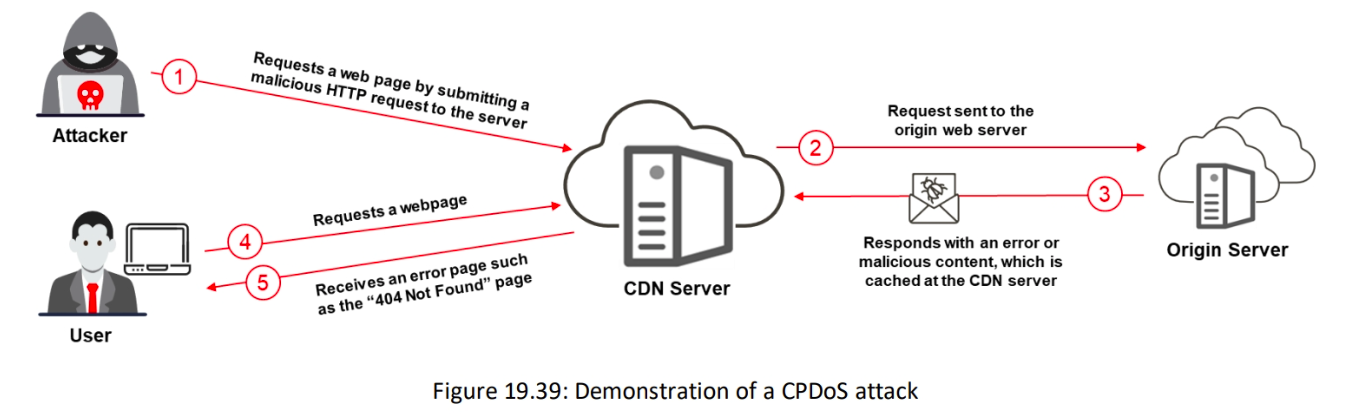 1
Requests a web page by submitting a
malicious HTTP request to the server
Attacker
2
Request sent to the
origin web server
3
Responds with an error or
malicious content, which is
cached at the CDN server
Origin Server
CDN Server
4
Requests a webpage
5
Receives an error page such
as the “404 Not Found” page
User
Figure 19.39: Demonstration of a CPDoS attack